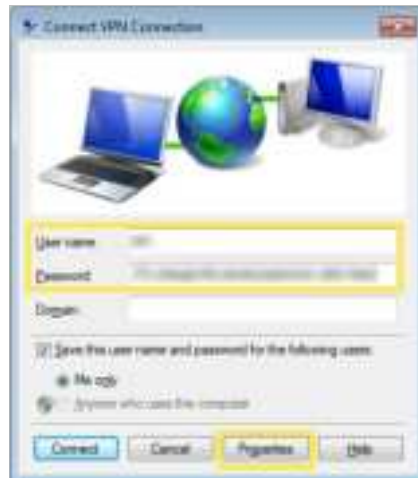 Connect VPN Connection
User name
Password
Domain:
Save this user name and password for the following users:
Me only
Anyone who uses this computer
Connect Cancel Properties Help